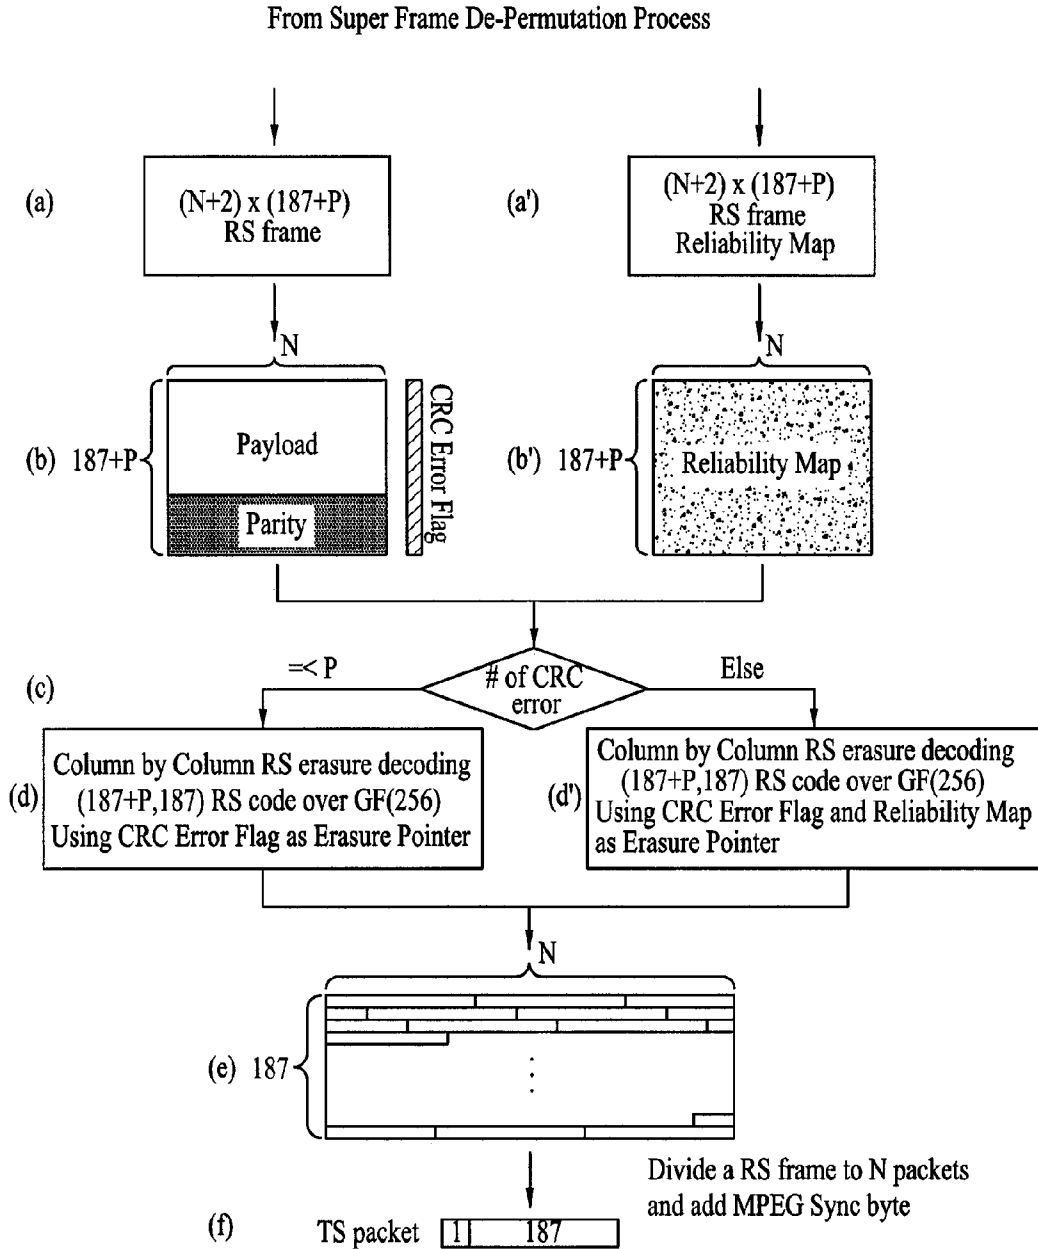 From Super Frame De-Permutation Process
(a)
(N+2) x (187+P)
RS frame
(a')
(N+2) x (187+P)
RS frame
Reliability Map
N
N
(b)
187+P
Payload
Parity
CRC Error Flag
(b')
187+P
Reliability Map
(c)
=< P
# of CRC
error
Else
(d)
Column by Column RS erasure decoding
(187+P,187) RS code over GF(256)
Using CRC Error Flag as Erasure Pointer
(d')
Column by Column RS erasure decoding
(187+P,187) RS code over GF(256)
Using CRC Error Flag and Reliability Map
as Erasure Pointer
N
(e)
187
Divide a RS frame to N packets
and add MPEG Sync byte
(f)
TS packet
1
187